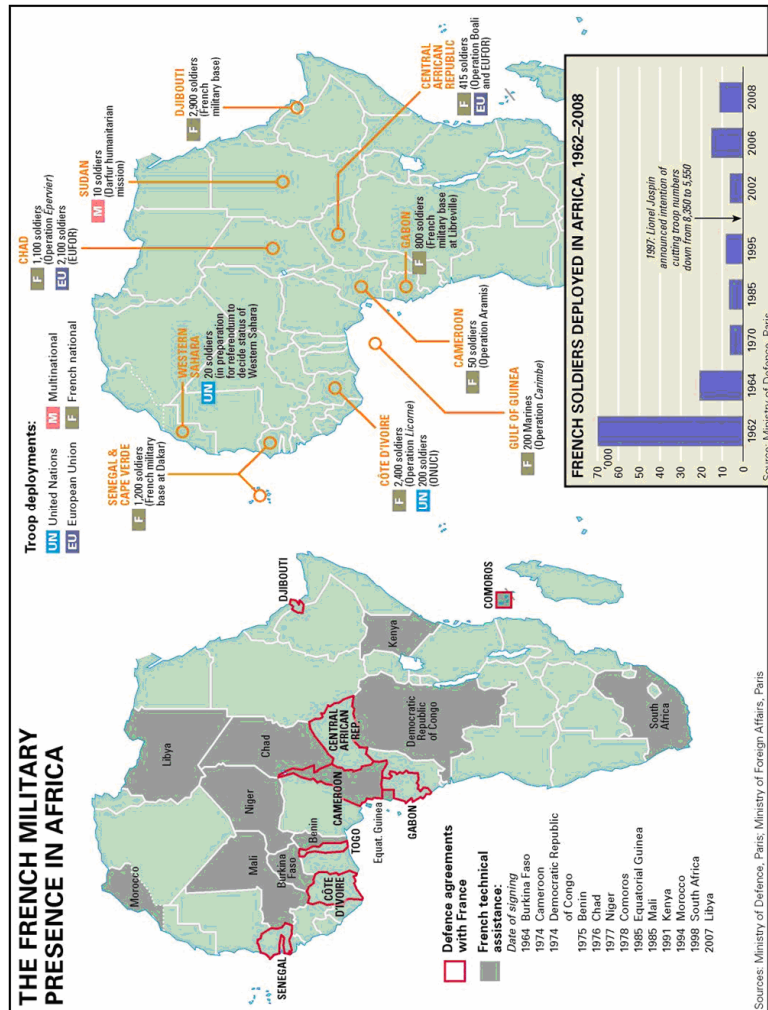 THE FRENCH MILITARY
PRESENCE IN AFRICA
Morocco
Libya
Mali
Niger
Chad
Burkina
Faso
Benin
SENEGAL
CÔTE
D'IVOIRE
TOGO
CAMEROON
CENTRAL
AFRICAN
REP.
Equat. Guinea
GABON
Democratic
Republic
of Congo
Kenya
DJIBOUTI
COMOROS
South
Africa
Defence agreements
with France
French technical
assistance:
Date of signing
1964 Burkina Faso
1974 Cameroon
1974 Democratic Republic
of Congo
1975 Benin
1976 Chad
1977 Niger
1978 Comoros
1985 Equatorial Guinea
1985 Mali
1991 Kenya
1994 Morocco
1998 South Africa
2007 Libya
Sources: Ministry of Defence, Paris; Ministry of Foreign Affairs, Paris
Troop deployments:
UN United Nations
M Multinational
EU European Union
F French national
CHAD
F 1,100 soldiers
(Operation Épervier)
EU 2,100 soldiers
(EUFOR)
SUDAN
M 10 soldiers
(Darfur humanitarian
mission)
DJIBOUTI
F 2,900 soldiers
(French
military base)
WESTERN
SAHARA
UN 20 soldiers
in preparation
for referendum to
decide status of
Western Sahara)
SENEGAL &
CAPE VERDE
F 1,200 soldiers
(French military
base at Dakar)
CENTRAL
AFRICAN
REPUBLIC
F 415 soldiers
(Operation Boali
EU and EUFOR)
GABON
F 800 soldiers
(French
military base
at Libreville)
CÔTE D'IVOIRE
F 2,400 soldiers
(Operation Licorne)
UN 200 soldiers
(ONUCI)
CAMEROON
F 50 soldiers
(Operation Aramis)
GULF OF GUINEA
F 200 Marines
(Operation Carimbe)
FRENCH SOLDIERS DEPLOYED IN AFRICA, 1962–2008
70
'000
60
50
40
30
20
10
0
1997: Lionel Jospin
announced intention of
cutting troop numbers
down from 8,350 to 5,550
1962
1964
1970
1985
1995
2002
2006
2008
Source: Ministry of Defence, Paris